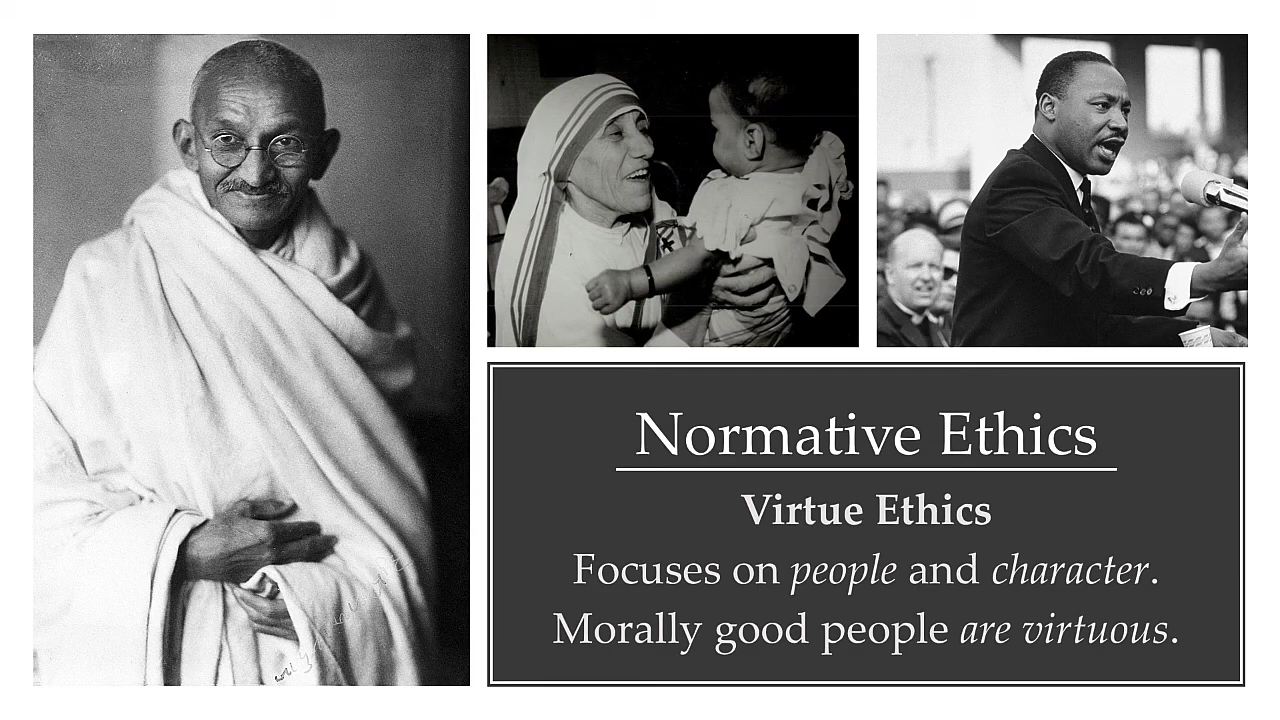 Normative Ethics
Virtue Ethics
Focuses on people and character.
Morally good people are virtuous.